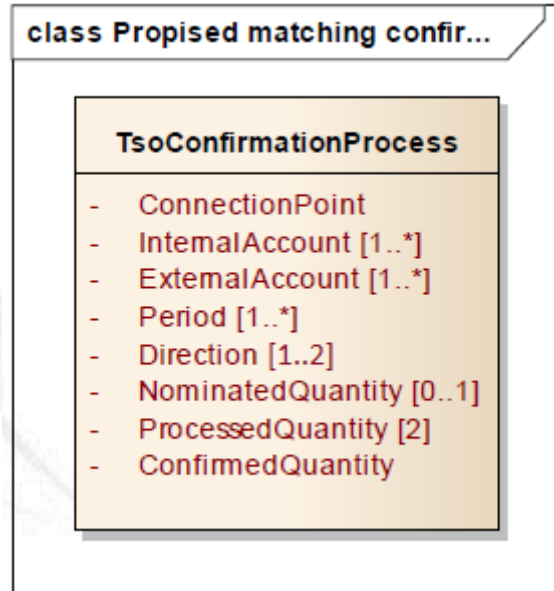 class Propised matching confir...
TsoConfirmationProcess
- ConnectionPoint
- InternalAccount [1..*]
- ExternalAccount [1..*]
- Period [1..*]
- Direction [1..2]
- NominatedQuantity [0..1]
- ProcessedQuantity [2]
- ConfirmedQuantity